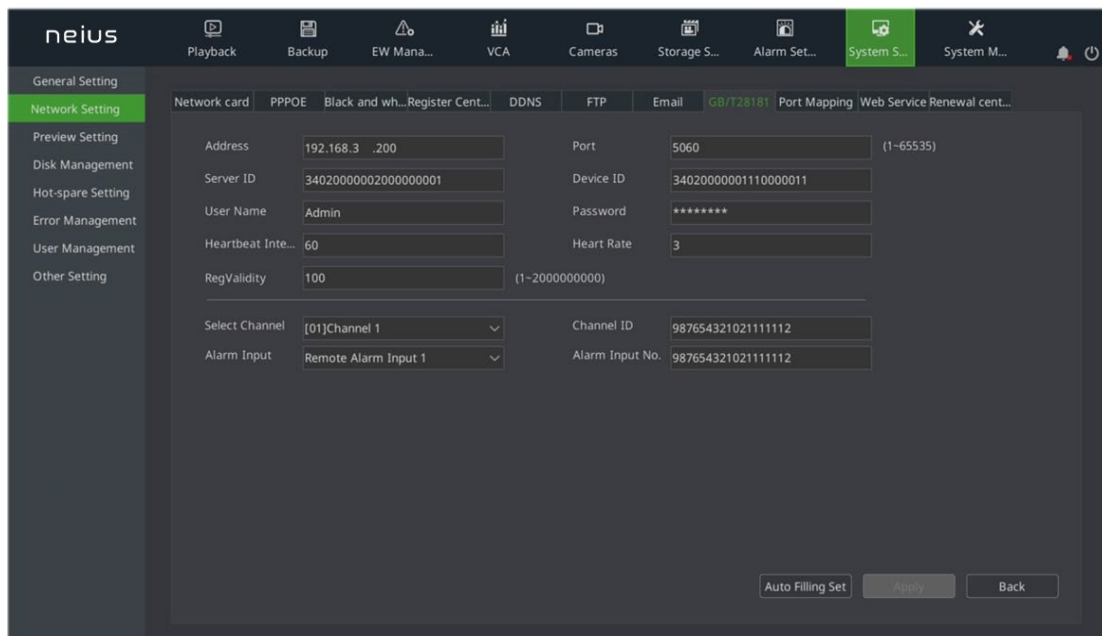 neius
Playback Backup EW Mana... VCA Cameras Storage S... Alarm Set... System S... System M...
General Setting
Network Setting
Preview Setting
Disk Management
Hot-spare Setting
Error Management
User Management
Other Setting
Network card PPPOE Black and wh... Register Cent... DDNS FTP Email GB/T28181 Port Mapping Web Service Renewal cent...
Address 192.168.3 .200 Port 5060 (1~65535)
Server ID 34020000002000000001 Device ID 34020000001110000011
User Name Admin Password ********
Heartbeat Inte... 60 Heart Rate 3
RegValidity 100 (1~2000000000)
Select Channel [01]Channel 1 Channel ID 987654321021111112
Alarm Input Remote Alarm Input 1 Alarm Input No. 987654321021111112
Auto Filling Set Apply Back